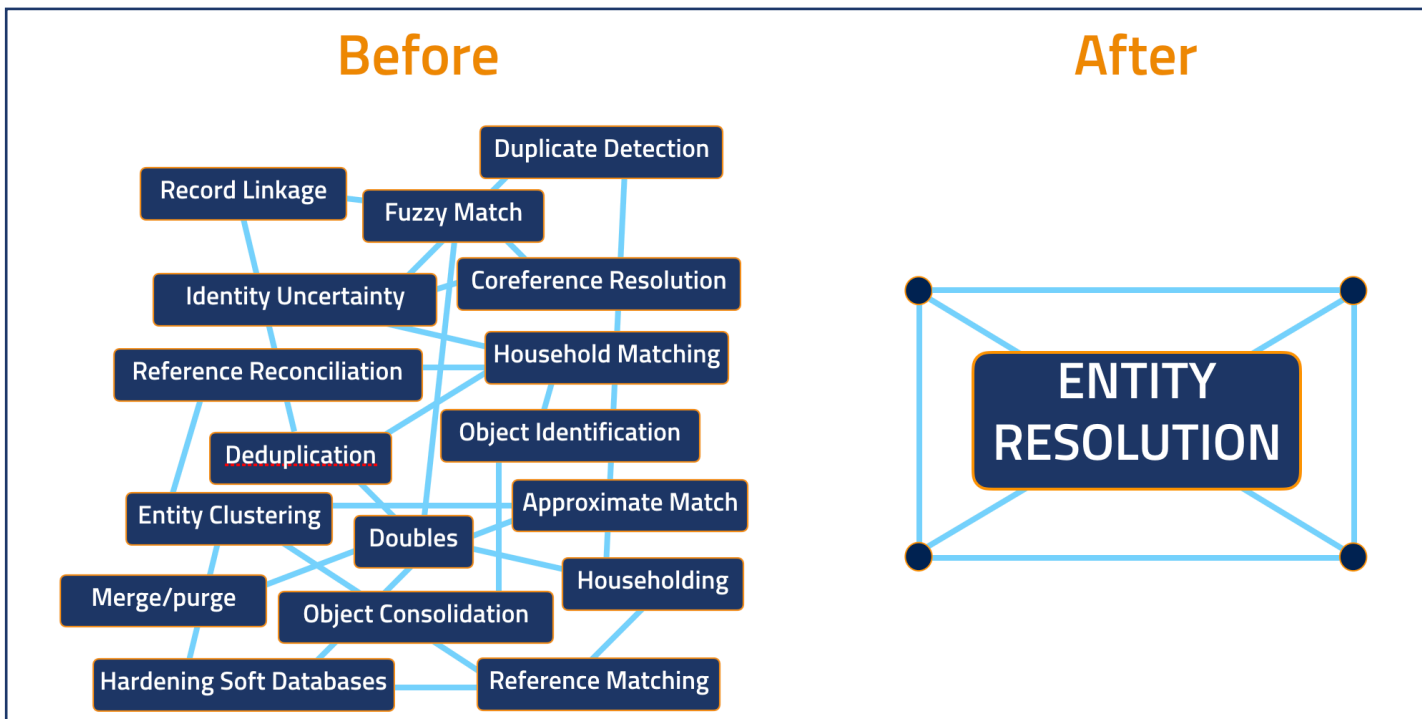 Before
After
Duplicate Detection
Record Linkage
Fuzzy Match
Coreference Resolution
Identity Uncertainty
Household Matching
Reference Reconciliation
Object Identification
Deduplication
Approximate Match
Entity Clustering
Doubles
Householding
Merge/purge
Object Consolidation
Hardening Soft Databases
Reference Matching
ENTITY
RESOLUTION